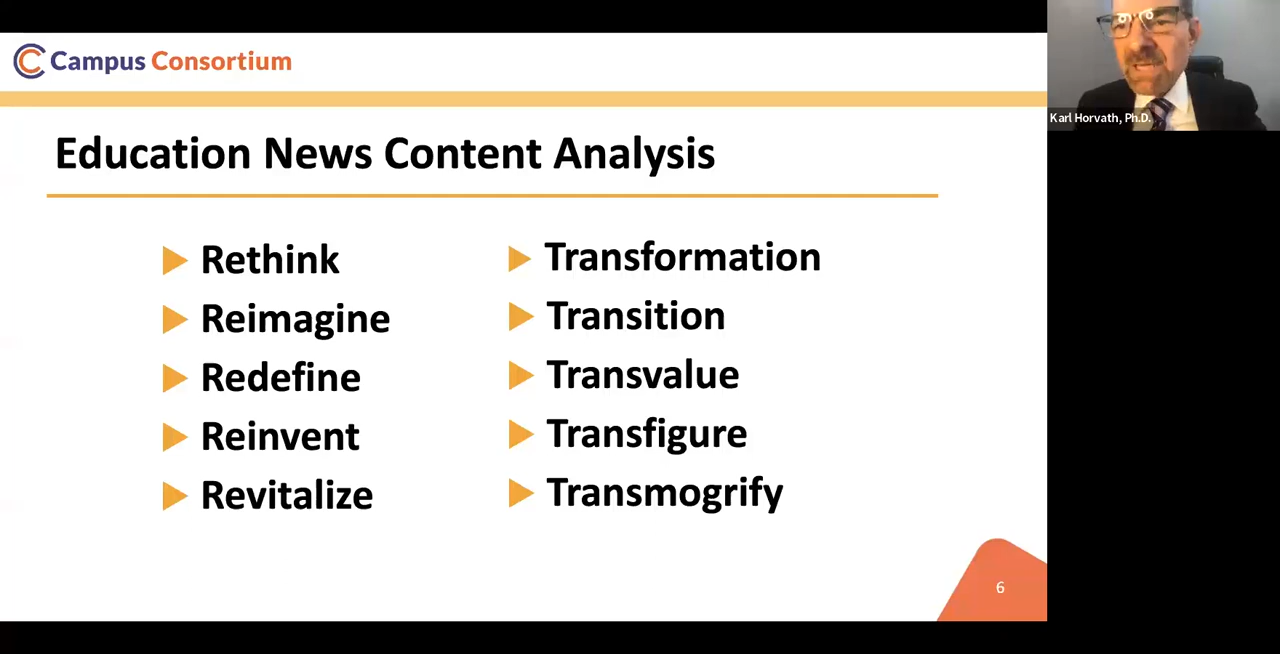 Campus Consortium
Karl Horvath, Ph.D.
Education News Content Analysis
Rethink
Reimagine
Redefine
Reinvent
Revitalize
Transformation
Transition
Transvalue
Transfigure
Transmogrify
6